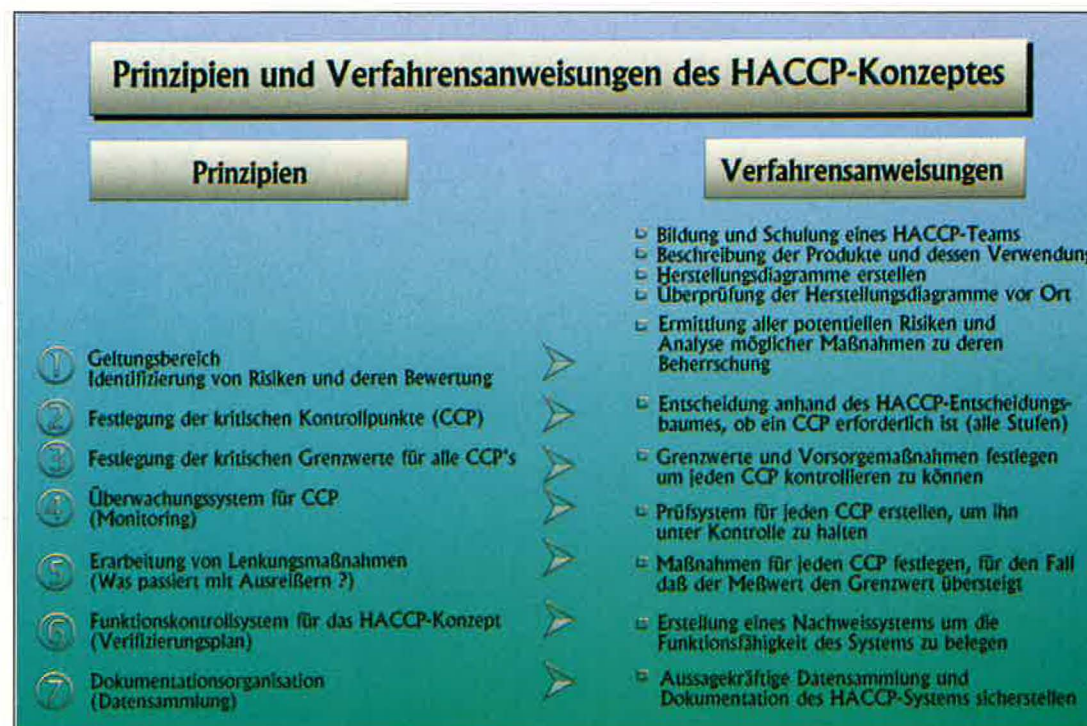 Prinzipien und Verfahrensanweisungen des HACCP-Konzeptes
Prinzipien
Verfahrensanweisungen
Bildung und Schulung eines HACCP-Teams
Beschreibung der Produkte und dessen Verwendung
Herstellungsdiagramme erstellen
Überprüfung der Herstellungsdiagramme vor Ort
1 Geltungsbereich
Identifizierung von Risiken und deren Bewertung
Ermittlung aller potentiellen Risiken und
Analyse möglicher Maßnahmen zu deren
Beherrschung
2 Festlegung der kritischen Kontrollpunkte (CCP)
Entscheidung anhand des HACCP-Entscheidungs-
baumes, ob ein CCP erforderlich ist (alle Stufen)
3 Festlegung der kritischen Grenzwerte für alle CCP's
Grenzwerte und Vorsorgemaßnahmen festlegen
um jeden CCP kontrollieren zu können
4 Überwachungssystem für CCP
(Monitoring)
Prüfsystem für jeden CCP erstellen, um ihn
unter Kontrolle zu halten
5 Erarbeitung von Lenkungsmaßnahmen
(Was passiert mit Ausreißern ?)
Maßnahmen für jeden CCP festlegen, für den Fall
daß der Meßwert den Grenzwert übersteigt
6 Funktionskontrollsystem für das HACCP-Konzept
(Verifizierungsplan)
Erstellung eines Nachweissystems um die
Funktionsfähigkeit des Systems zu belegen
7 Dokumentationsorganisation
(Datensammlung)
Aussagekräftige Datensammlung und
Dokumentation des HACCP-Systems sicherstellen